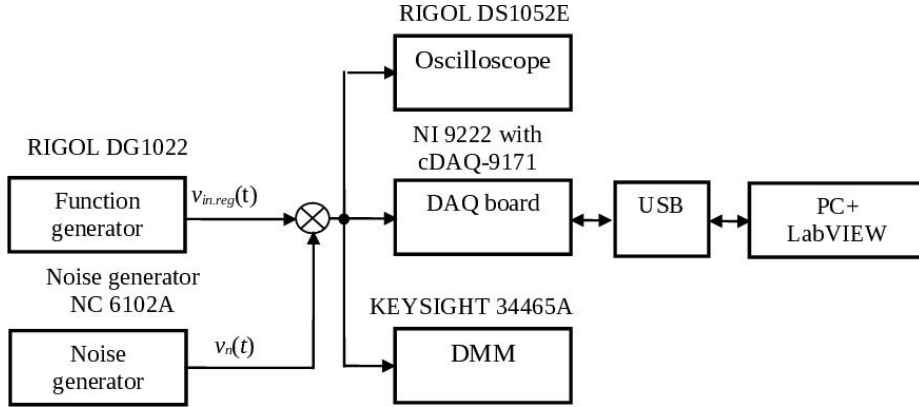 RIGOL DS1052E
Oscilloscope
RIGOL DG1022
Function
generator
v_in.reg(t)
NI 9222 with
cDAQ-9171
DAQ board
USB
PC+
LabVIEW
Noise generator
NC 6102A
Noise
generator
v_n(t)
KEYSIGHT 34465A
DMM